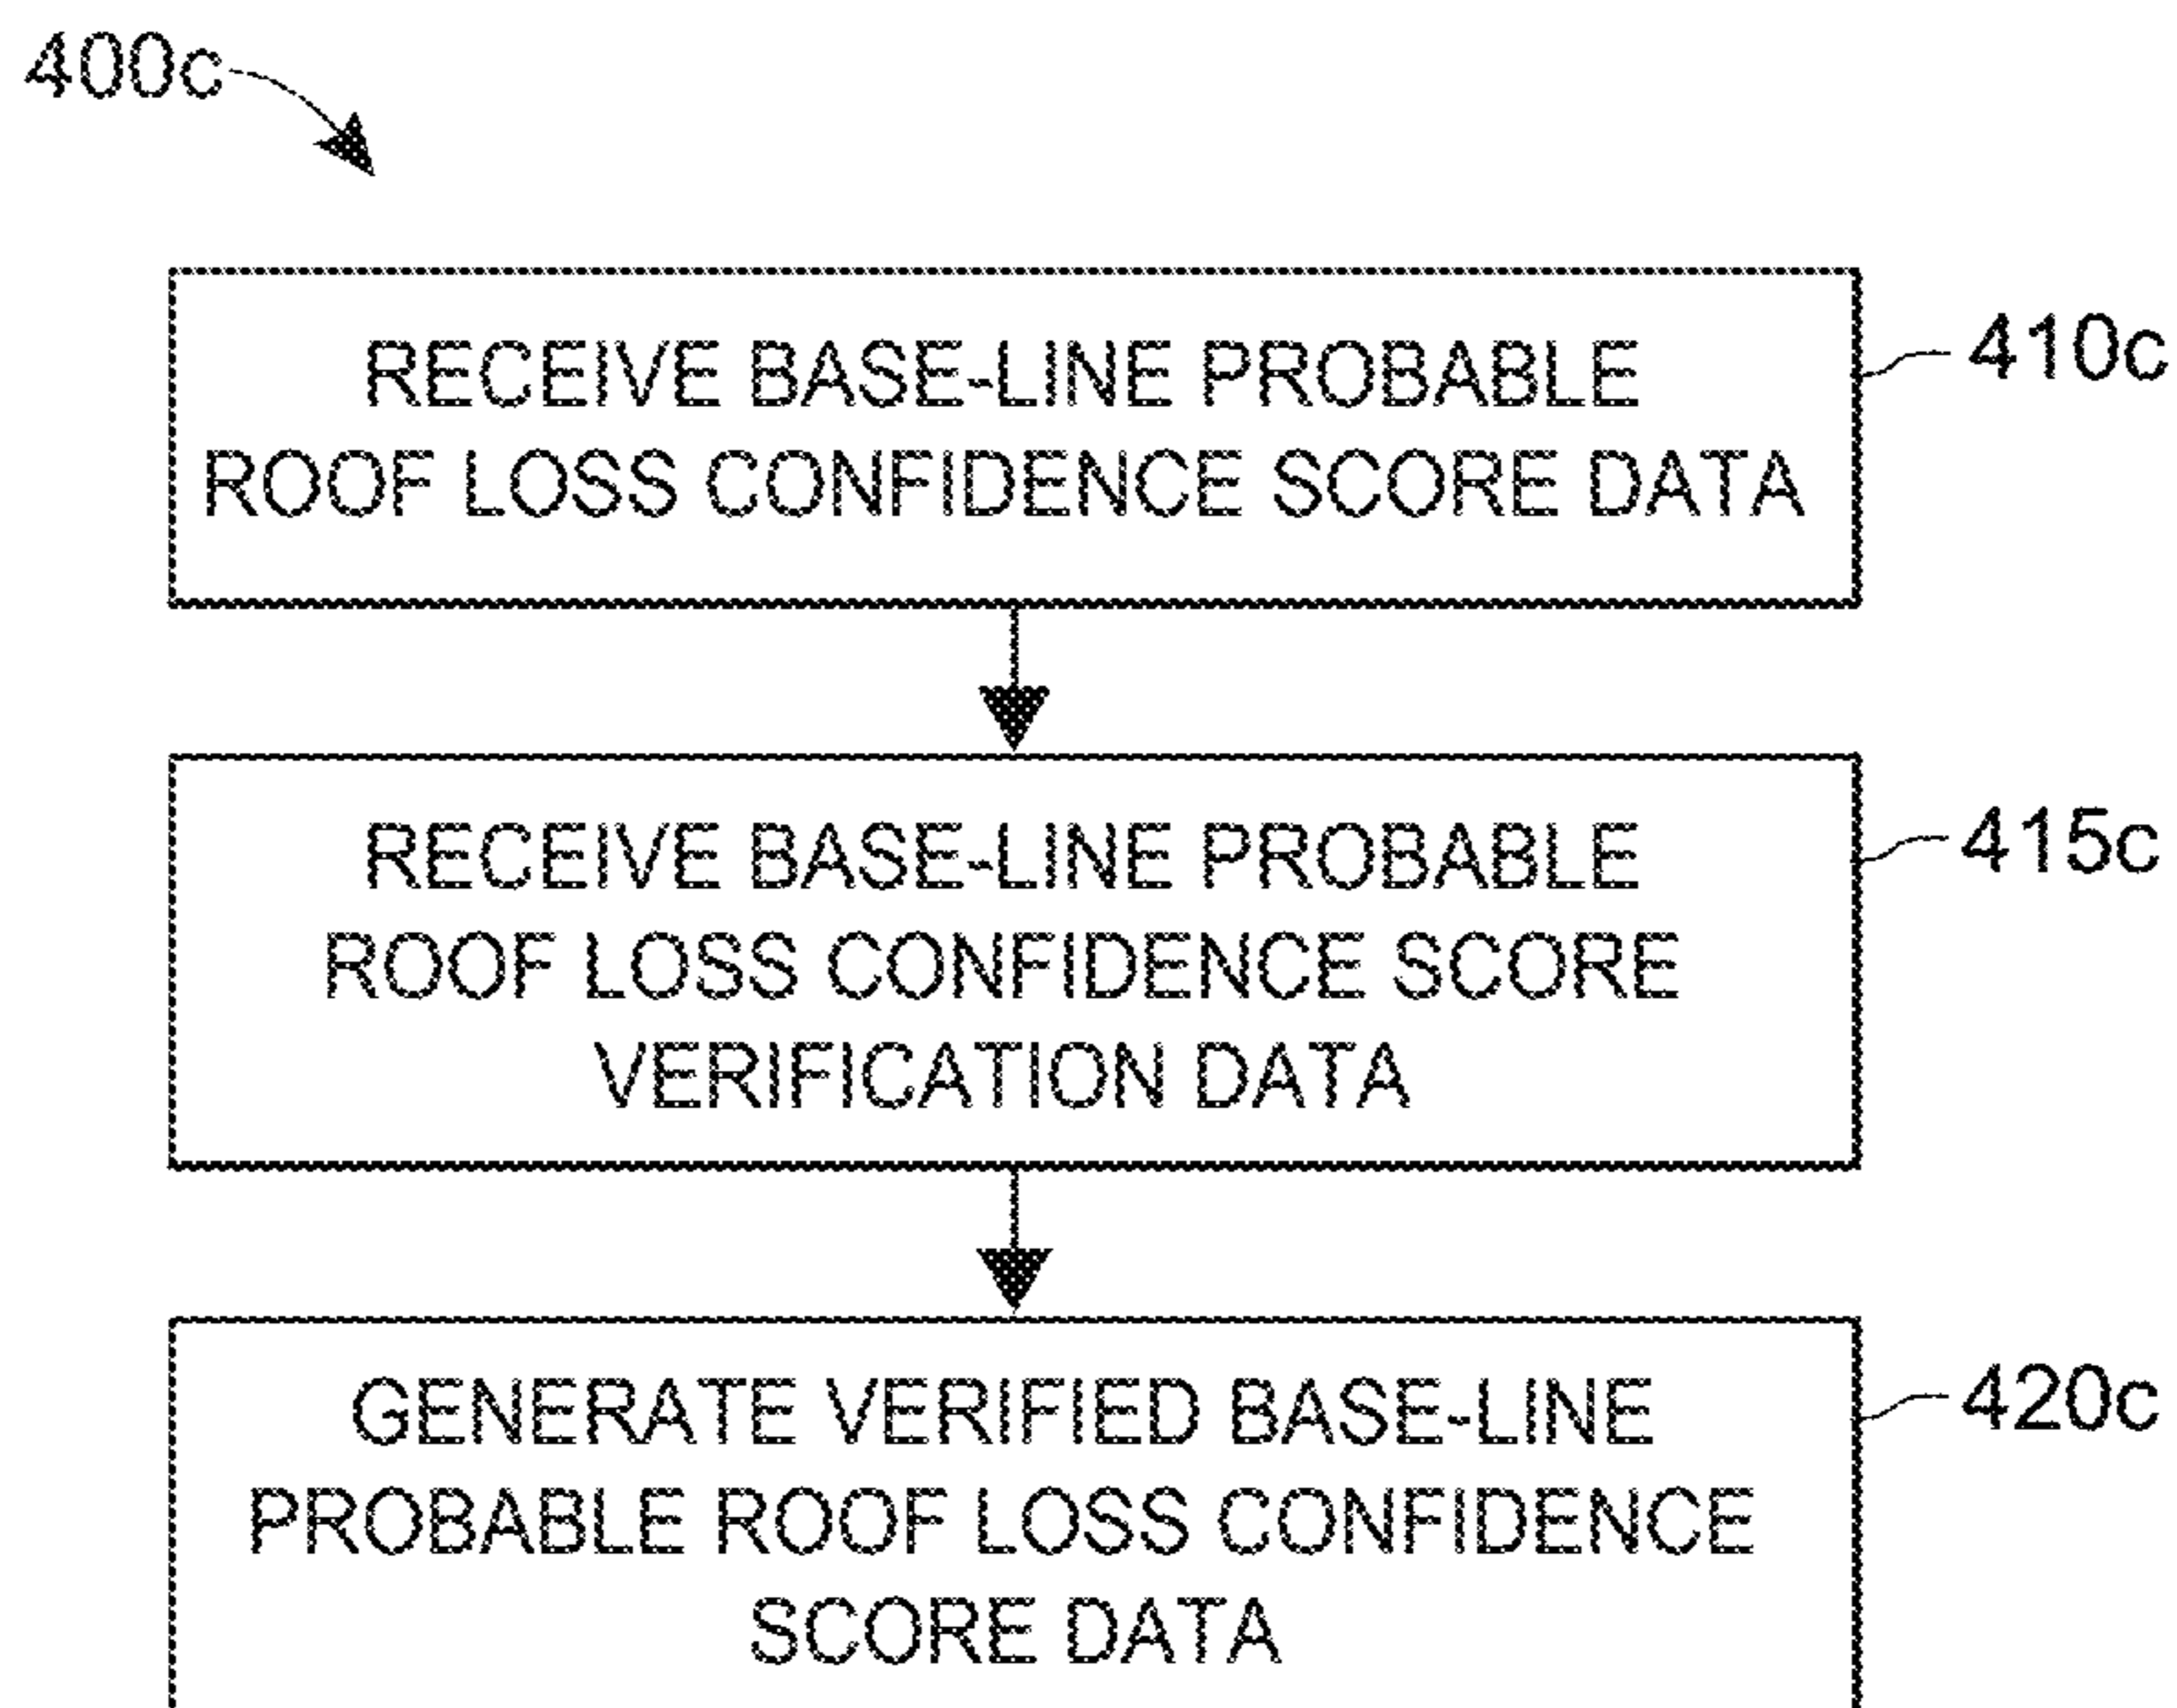 400c
RECEIVE BASE-LINE PROBABLE
ROOF LOSS CONFIDENCE SCORE DATA
410c
RECEIVE BASE-LINE PROBABLE
ROOF LOSS CONFIDENCE SCORE
VERIFICATION DATA
415c
GENERATE VERIFIED BASE-LINE
PROBABLE ROOF LOSS CONFIDENCE
SCORE DATA
420c